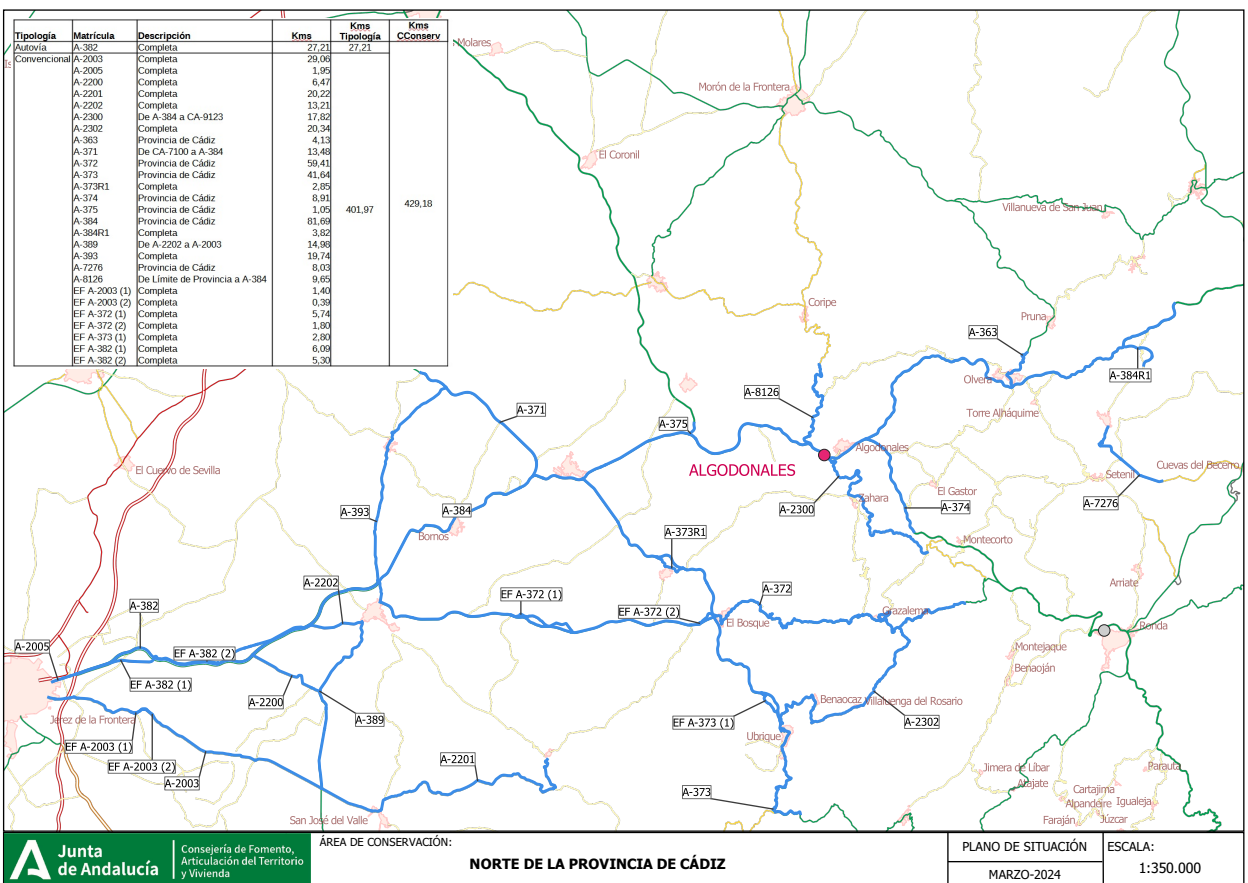 Tipología Matrícula Descripción Kms Kms Tipología Kms CConserv
Autovía A-382 Completa 27,21 27,21
Convencional A-2003 Completa 29,06
A-2005 Completa 1,95
A-2200 Completa 6,47
A-2201 Completa 20,22
A-2202 Completa 13,21
A-2300 De A-384 a CA-9123 17,82
A-2302 Completa 20,34
A-363 Provincia de Cádiz 4,13
A-371 De CA-7100 a A-384 13,48
A-372 Provincia de Cádiz 59,41
A-373 Provincia de Cádiz 41,64
A-373R1 Completa 2,85
A-374 Provincia de Cádiz 8,91
A-375 Provincia de Cádiz 1,05 401,97 429,18
A-384 Provincia de Cádiz 81,69
A-384R1 Completa 3,82
A-389 De A-2202 a A-2003 14,98
A-393 Completa 19,74
A-7276 Provincia de Cádiz 8,03
A-8126 De Límite de Provincia a A-384 9,65
EF A-2003 (1) Completa 1,40
EF A-2003 (2) Completa 0,39
EF A-372 (1) Completa 5,74
EF A-372 (2) Completa 1,80
EF A-373 (1) Completa 2,80
EF A-382 (1) Completa 6,09
EF A-382 (2) Completa 5,30
Molares
Morón de la Frontera
El Coronil
Villanueva de San Juan
Coripe
Pruna
A-363
Olvera
A-384R1
A-8126
Torre Alháquime
A-371
A-375
Algodonales
ALGODONALES
El Cuervo de Sevilla
Cuevas del Becerro
Setenil
El Gastor
A-7276
Zahara
A-2300
A-374
A-393
A-384
Bornos
A-373R1
Montecorto
Arriate
A-2202
A-372
EF A-372 (1)
EF A-372 (2)
Grazalema
El Bosque
A-382
Ronda
A-2005
EF A-382 (2)
Montejaque
Benaoján
EF A-382 (1)
A-2200
A-389
Benaocaz
Villaluenga del Rosario
A-2302
EF A-373 (1)
Jerez de la Frontera
Ubrique
EF A-2003 (1)
EF A-2003 (2)
A-2003
A-2201
Jimera de Líbar
Atajate
Parauta
A-373
Cartajima
Alpandeire
Igualeja
San José del Valle
Faraján
Júzcar
Junta
de Andalucía
Consejería de Fomento,
Articulación del Territorio
y Vivienda
ÁREA DE CONSERVACIÓN:
NORTE DE LA PROVINCIA DE CÁDIZ
PLANO DE SITUACIÓN
MARZO-2024
ESCALA:
1:350.000